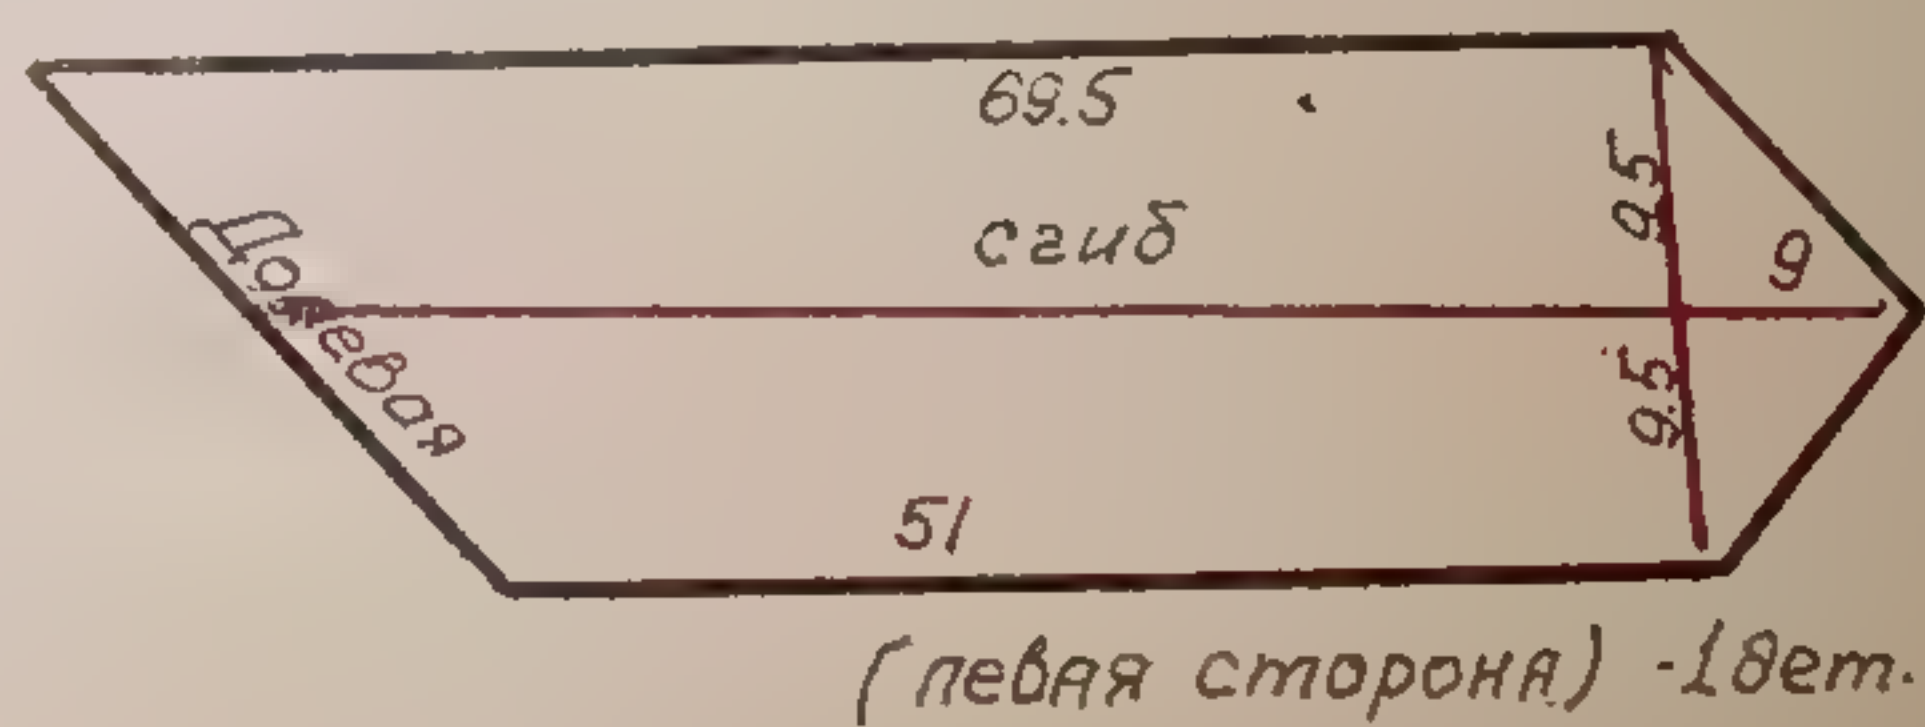 69.5
9.5
сгиб
9
Долевая
9.5
51
(левая сторона) -1дет.